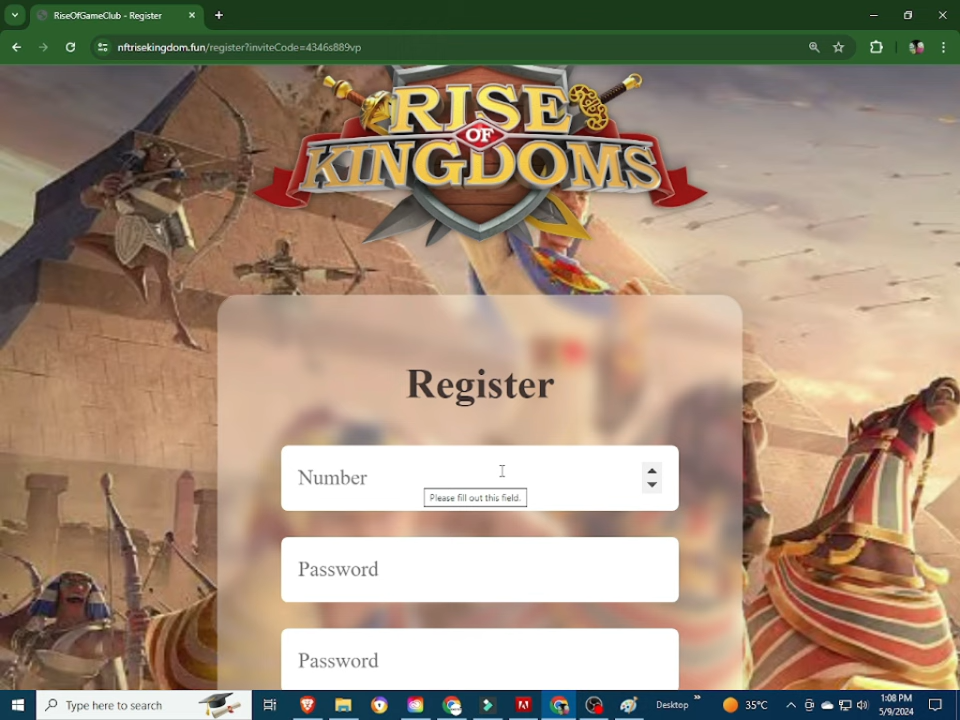 RiseOfGameClub - Register
nftrisekingdom.fun/register?inviteCode=4346s889vp
RISE
OF
KINGDOMS
Register
Number
Please fill out this field.
Password
Password
Type here to search
Desktop
35°C
1:08 PM
5/9/2024